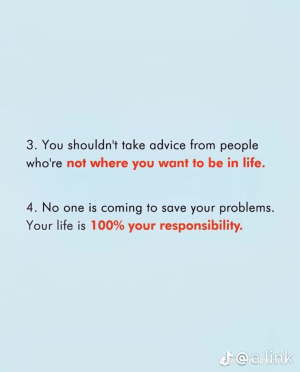 3. You shouldn't take advice from people
who're not where you want to be in life.
4. No one is coming to save your problems.
Your life is 100% your responsibility.